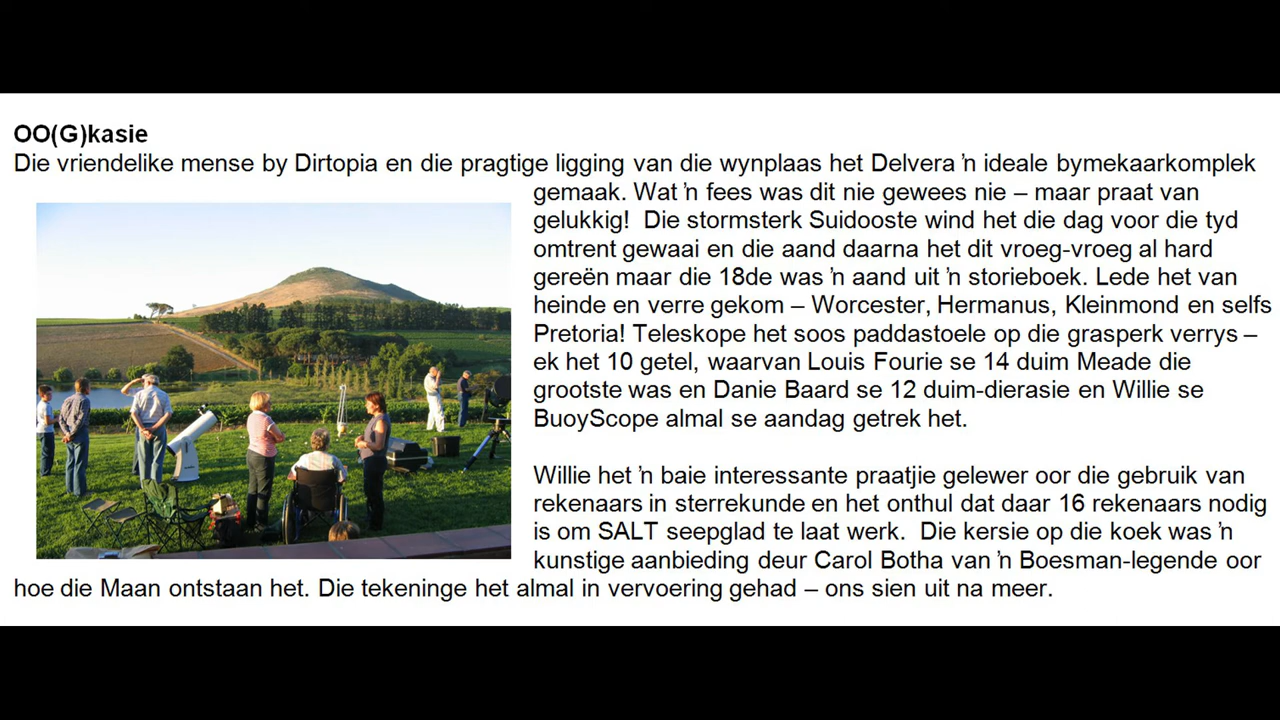 OO(G)kasie
Die vriendelike mense by Dirtopia en die pragtige ligging van die wynplaas het Delvera 'n ideale bymekaarkomplek
gemaak. Wat 'n fees was dit nie gewees nie – maar praat van
gelukkig!  Die stormsterk Suidooste wind het die dag voor die tyd
omtrent gewaai en die aand daarna het dit vroeg-vroeg al hard
gereën maar die 18de was 'n aand uit 'n storieboek. Lede het van
heinde en verre gekom – Worcester, Hermanus, Kleinmond en selfs
Pretoria! Teleskope het soos paddastoele op die grasperk verrys –
ek het 10 getel, waarvan Louis Fourie se 14 duim Meade die
grootste was en Danie Baard se 12 duim-dierasie en Willie se
BuoyScope almal se aandag getrek het.
Willie het 'n baie interessante praatjie gelewer oor die gebruik van
rekenaars in sterrekunde en het onthul dat daar 16 rekenaars nodig
is om SALT seepglad te laat werk.  Die kersie op die koek was 'n
kunstige aanbieding deur Carol Botha van 'n Boesman-legende oor
hoe die Maan ontstaan het. Die tekeninge het almal in vervoering gehad – ons sien uit na meer.